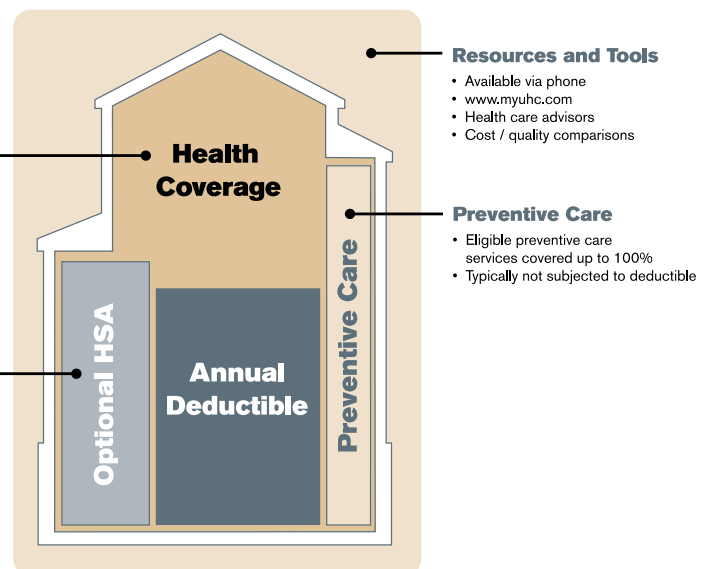 Resources and Tools
• Available via phone
• www.myuhc.com
• Health care advisors
• Cost / quality comparisons
Health
Coverage
Preventive Care
• Eligible preventive care
services covered up to 100%
• Typically not subjected to deductible
Optional HSA
Annual
Deductible
Preventive Care